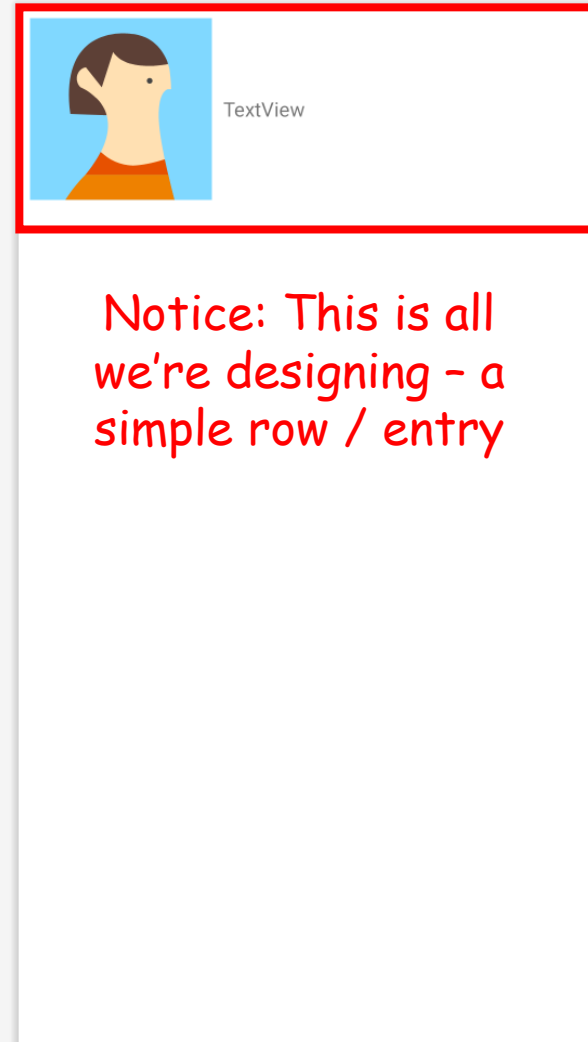 TextView
Notice: This is all
we’re designing – a
simple row / entry